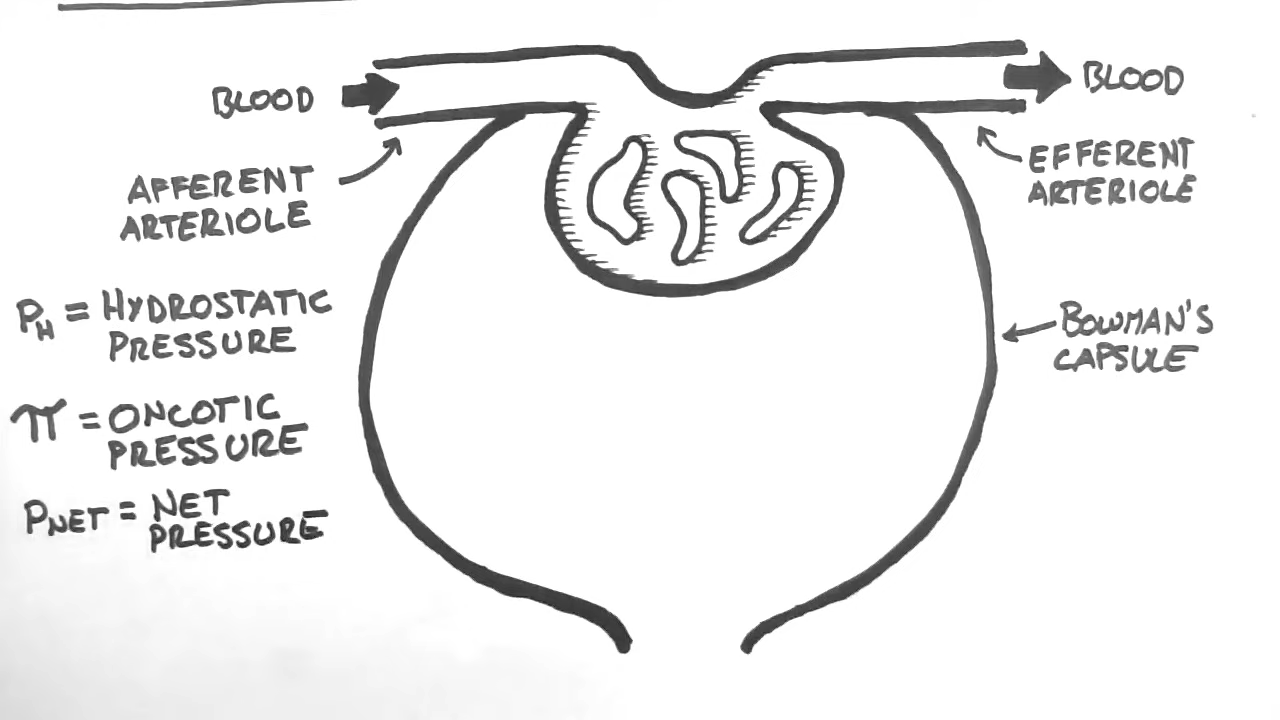 BLOOD
BLOOD
AFFERENT
ARTERIOLE
EFFERENT
ARTERIOLE
PH = HYDROSTATIC
PRESSURE
BOWMAN'S
CAPSULE
π = ONCOTIC
PRESSURE
PNET = NET
PRESSURE